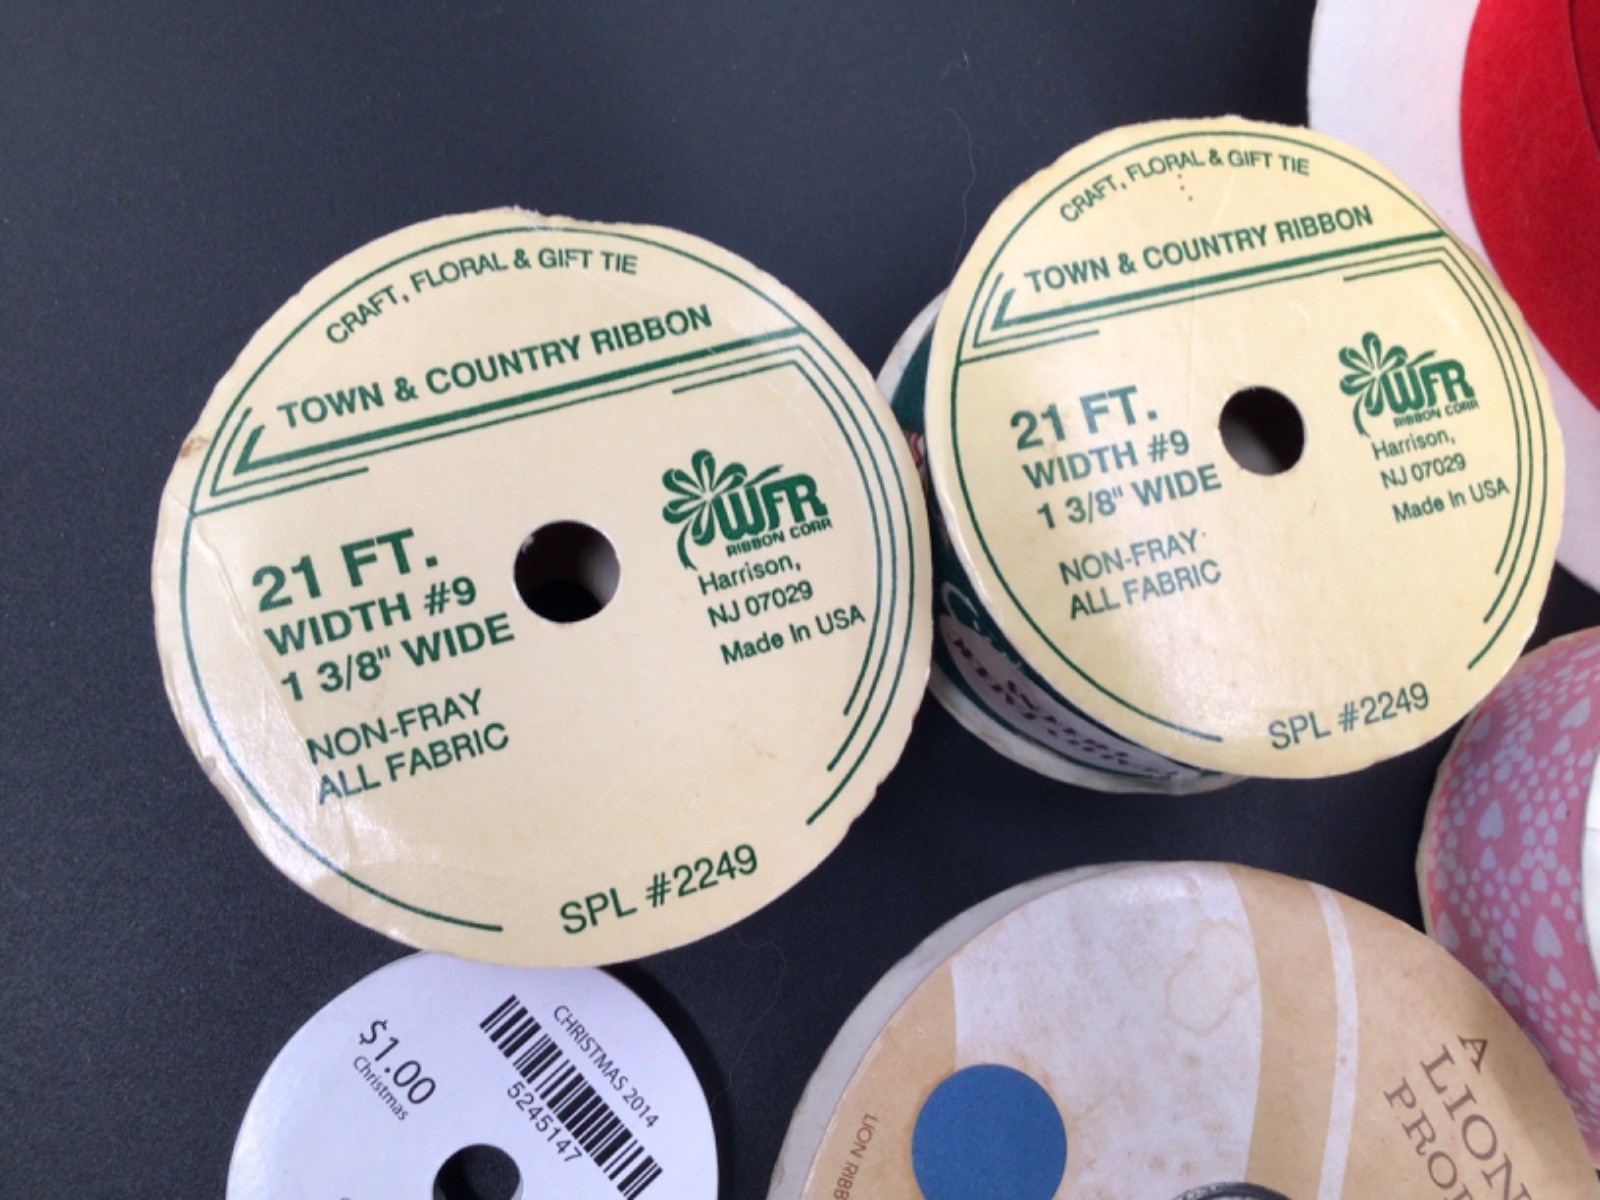 CRAFT, FLORAL & GIFT TIE
TOWN & COUNTRY RIBBON
21 FT.
WIDTH #9
1 3/8" WIDE
NON-FRAY
ALL FABRIC
WFR
RIBBON CORP
Harrison,
NJ 07029
Made In USA
SPL #2249
CRAFT, FLORAL & GIFT TIE
TOWN & COUNTRY RIBBON
21 FT.
WIDTH #9
1 3/8" WIDE
NON-FRAY
ALL FABRIC
WFR
RIBBON CORP
Harrison,
NJ 07029
Made In USA
SPL #2249
$1.00
Christmas
CHRISTMAS 2014
5245147
LION RIBB
A
LION
PRO